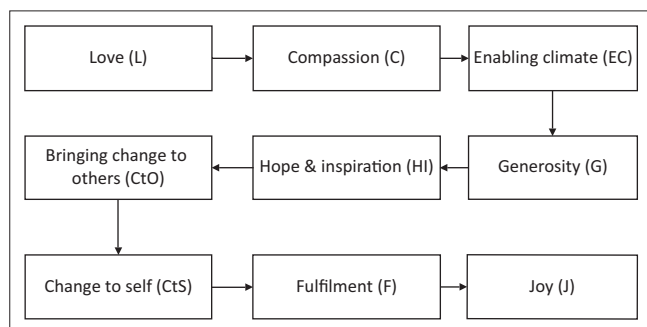 Love (L)
Compassion (C)
Enabling climate (EC)
Bringing change to
others (CtO)
Hope & inspiration (HI)
Generosity (G)
Change to self (CtS)
Fulfilment (F)
Joy (J)